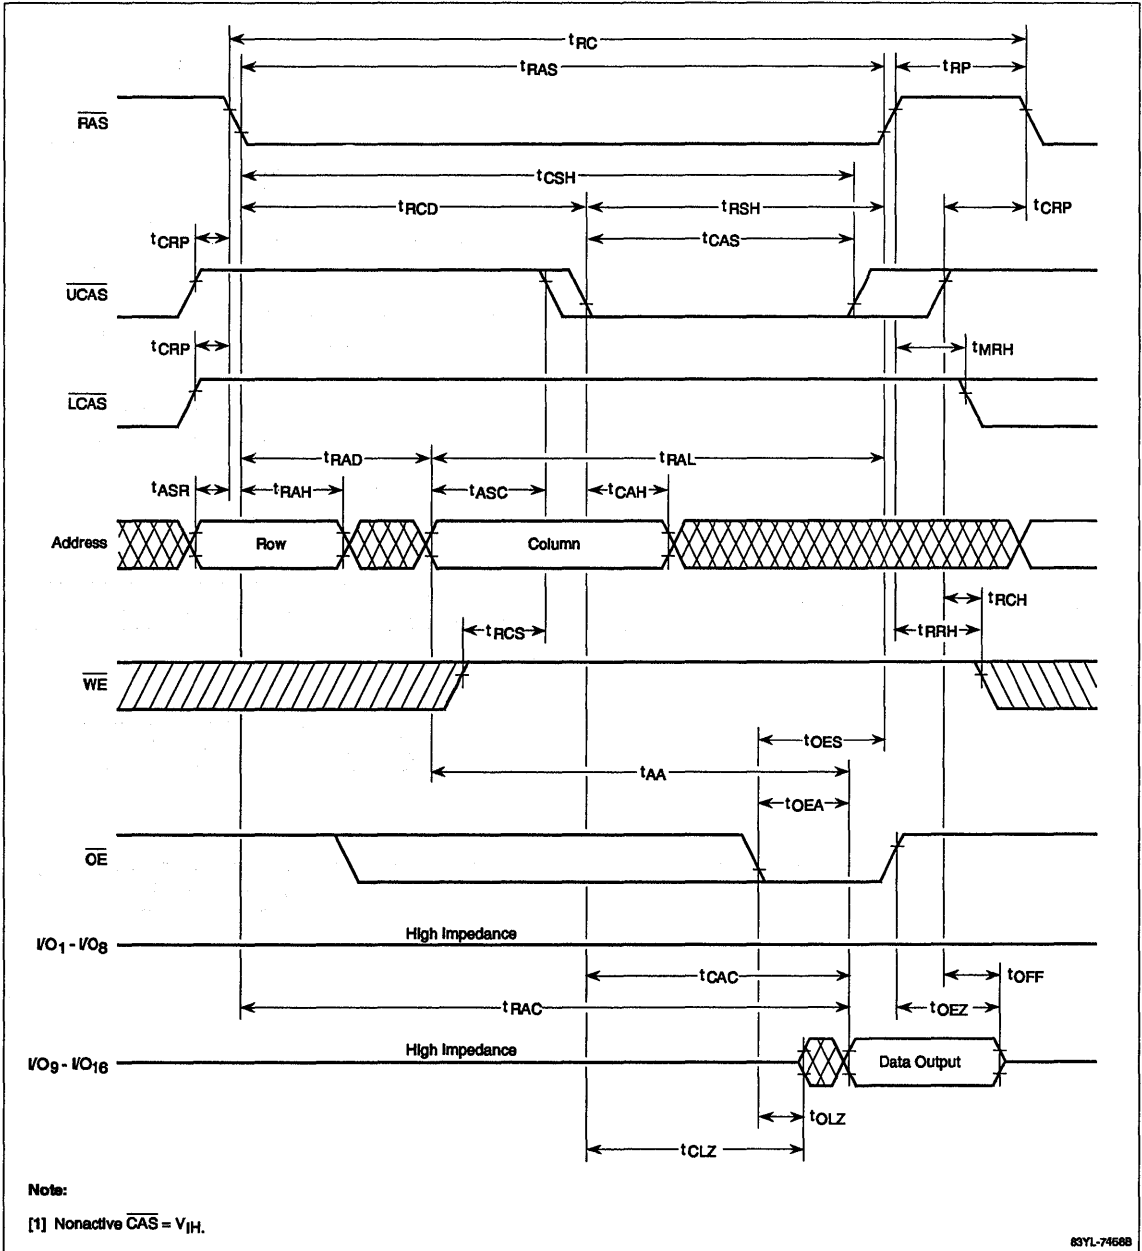 tRC
tRAS
tRP
RAS
tCSH
tRCD
tRSH
tCRP
tCRP
tCAS
UCAS
tCRP
tMRH
LCAS
tRAD
tRAL
tASR
tRAH
tASC
tCAH
Address
Row
Column
tRCH
tRCS
tRRH
WE
tOES
tAA
tOEA
OE
I/O1 - I/O8
High Impedance
tCAC
tOFF
tRAC
tOEZ
I/O9 - I/O16
High Impedance
Data Output
tOLZ
tCLZ
Note:
[1] Nonactive CAS = VIH.
83YL-7468B